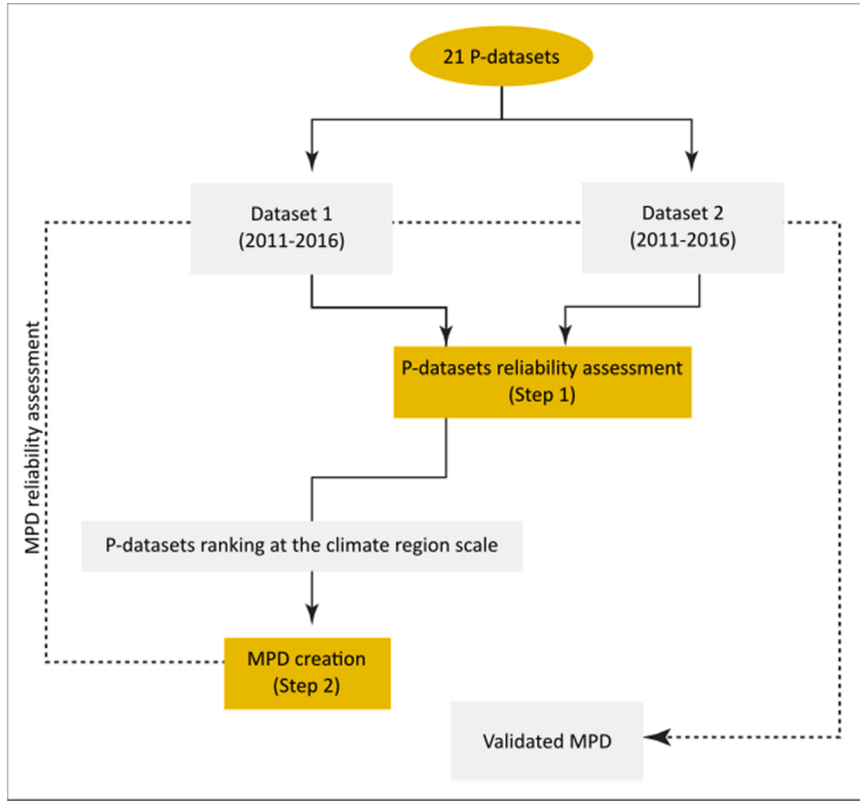 21 P-datasets
Dataset 1
(2011-2016)
Dataset 2
(2011-2016)
P-datasets reliability assessment
(Step 1)
MPD reliability assessment
P-datasets ranking at the climate region scale
MPD creation
(Step 2)
Validated MPD